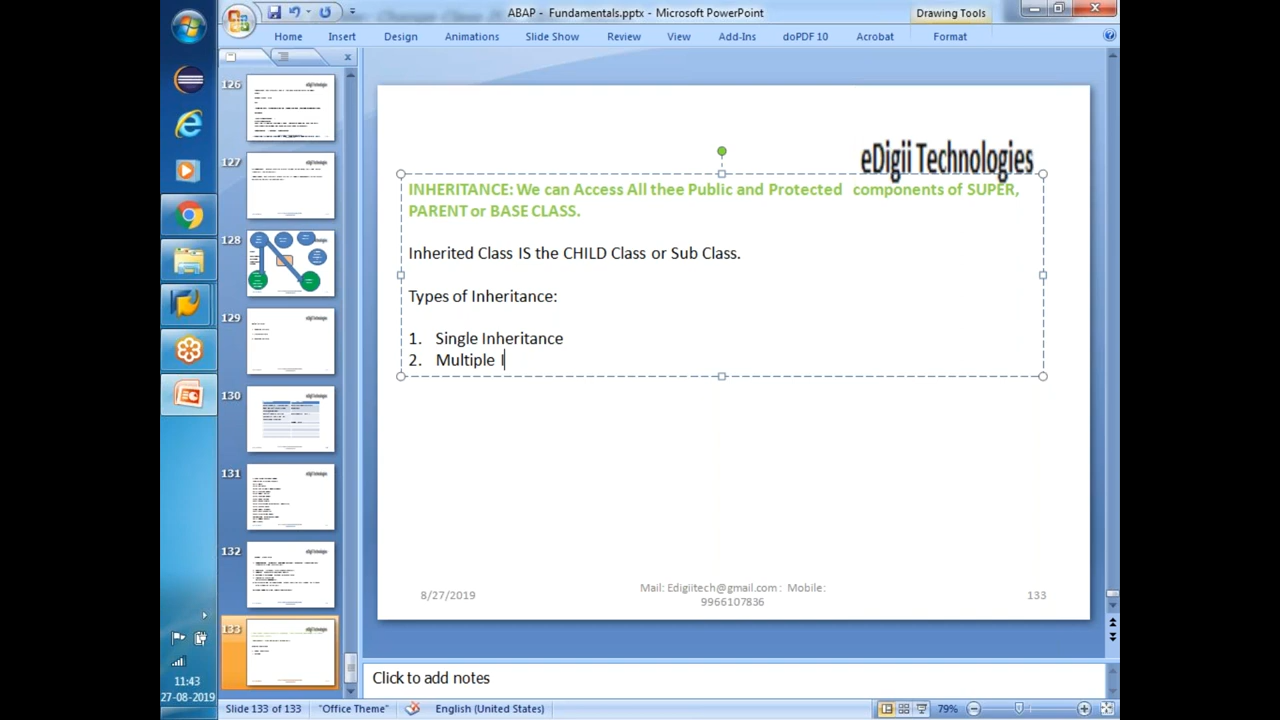 ABAP - Fundamentals.pptx - Microsoft PowerPoint
Drawing Tools
Home Insert Design Animations Slide Show Review View Add-Ins doPDF 10 Acrobat Format
126
127
128
129
130
131
132
133
eDigii Technologies
INHERITANCE: We can Access All thee Public and Protected components of SUPER,
PARENT or BASE CLASS.
Inherited Class IS the CHILD Class or Sub Class.
Types of Inheritance:
1. Single Inheritance
2. Multiple I
8/27/2019
Mail: Edigiitech@gmail.com : Mobile:
9966107836
133
Click to add notes
11:43
27-08-2019
Slide 133 of 133
"Office Theme"
English (United States)
79%